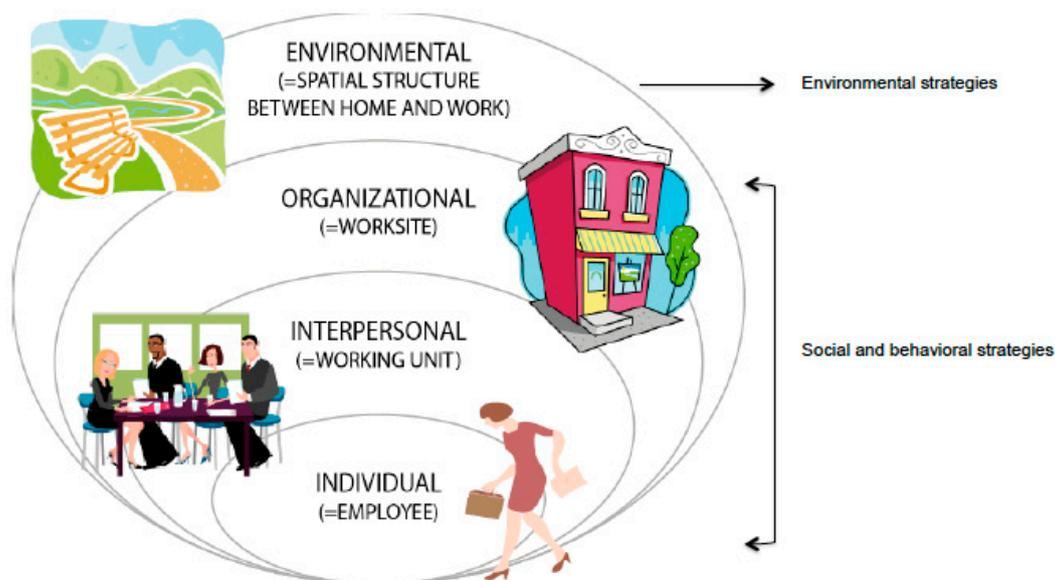 ENVIRONMENTAL
(=SPATIAL STRUCTURE
BETWEEN HOME AND WORK)
Environmental strategies
ORGANIZATIONAL
(=WORKSITE)
INTERPERSONAL
(=WORKING UNIT)
Social and behavioral strategies
INDIVIDUAL
(=EMPLOYEE)